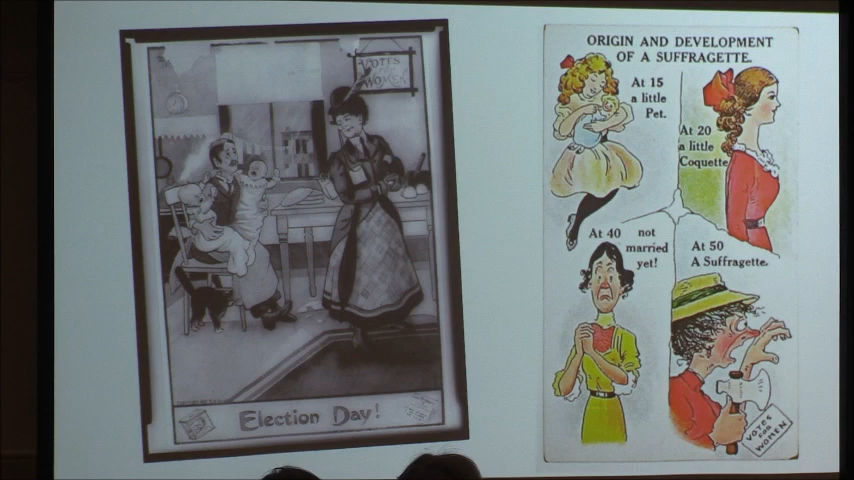 VOTES
for
WOMEN
Election Day!
ORIGIN AND DEVELOPMENT
OF A SUFFRAGETTE.
At 15
a little
Pet.
At 20
a little
Coquette
At 40 not
married
yet!
At 50
A Suffragette.
VOTES
FOR
WOMEN